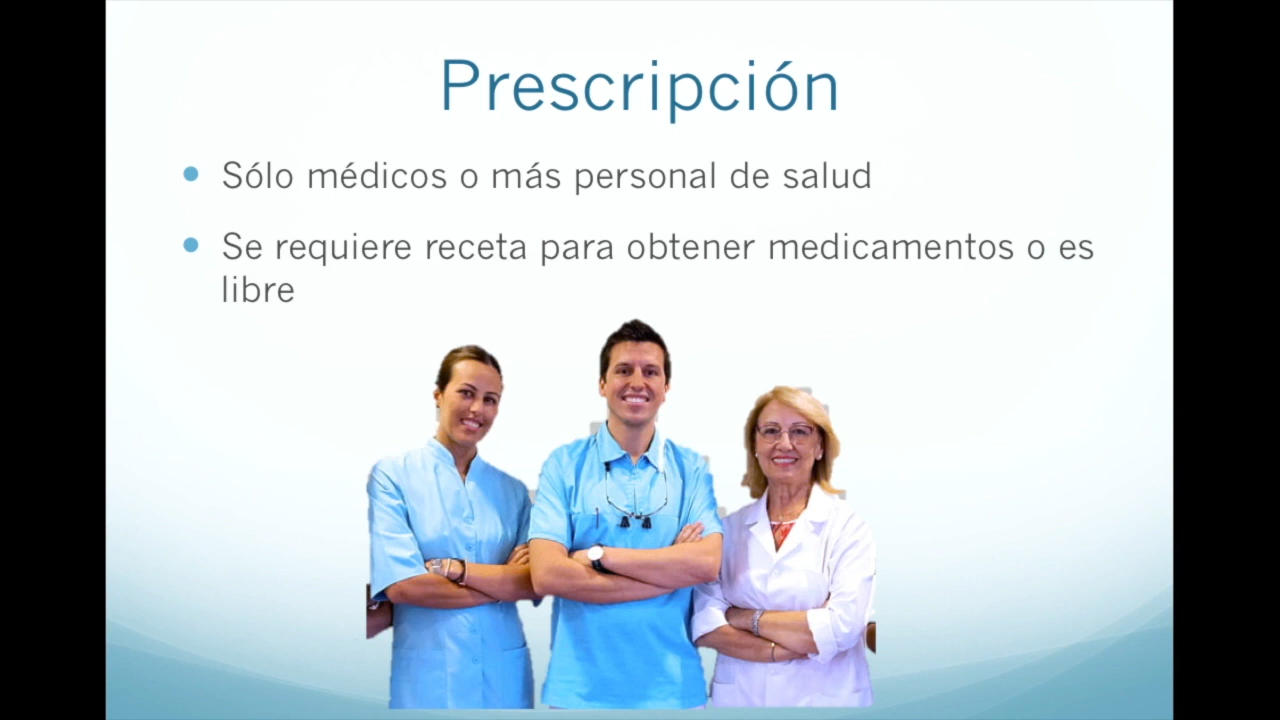 Prescripción
Sólo médicos o más personal de salud
Se requiere receta para obtener medicamentos o es
libre